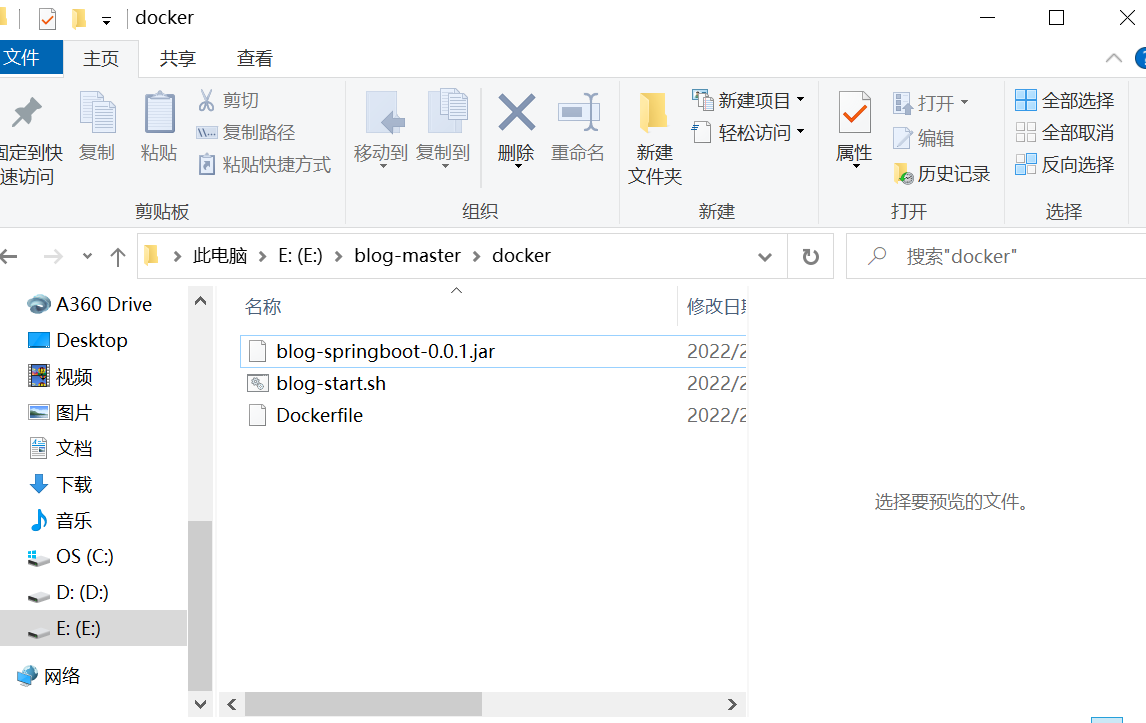 docker
文件 主页 共享 查看
固定到快速访问
复制
粘贴
剪切
复制路径
粘贴快捷方式
剪贴板
移动到
复制到
删除
重命名
组织
新建
文件夹
新建项目
轻松访问
新建
属性
打开
编辑
历史记录
打开
全部选择
全部取消
反向选择
选择
此电脑 > E: (E:) > blog-master > docker
搜索"docker"
A360 Drive
Desktop
视频
图片
文档
下载
音乐
OS (C:)
D: (D:)
E: (E:)
网络
名称 修改日
blog-springboot-0.0.1.jar 2022/2
blog-start.sh 2022/2
Dockerfile 2022/2
选择要预览的文件。